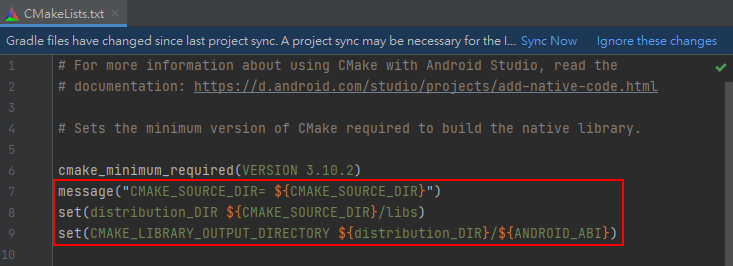 CMakeLists.txt
Gradle files have changed since last project sync. A project sync may be necessary for the I... Sync Now Ignore these changes
1 # For more information about using CMake with Android Studio, read the
2 # documentation: https://d.android.com/studio/projects/add-native-code.html
3
4 # Sets the minimum version of CMake required to build the native library.
5
6 cmake_minimum_required(VERSION 3.10.2)
7 message("CMAKE_SOURCE_DIR= ${CMAKE_SOURCE_DIR}")
8 set(distribution_DIR ${CMAKE_SOURCE_DIR}/libs)
9 set(CMAKE_LIBRARY_OUTPUT_DIRECTORY ${distribution_DIR}/${ANDROID_ABI})
10